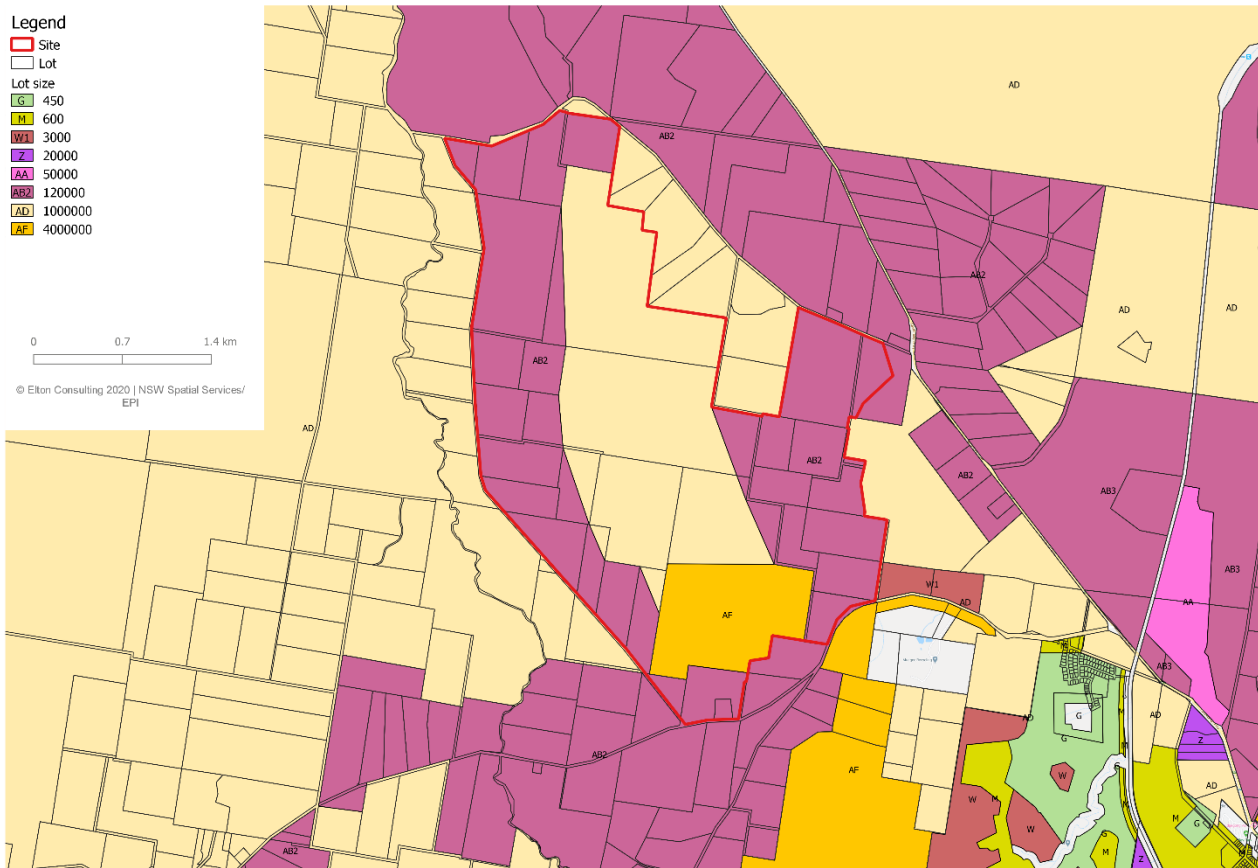 Legend
Site
Lot
Lot size
G 450
M 600
W1 3000
Z 20000
AA 50000
AB2 120000
AD 1000000
AF 4000000
0 0.7 1.4 km
© Elton Consulting 2020 | NSW Spatial Services/
EPI
AD
AB2
AB2
AD
AD
AB2
AD
AB2
AB2
AB3
AB3
W1
AD
AA
AF
AB3
M
AD
AD
G
M
G
M
Z
AB2
AF
W
AD
W
M
M
G
W
G
M
M
Z
AB2
M